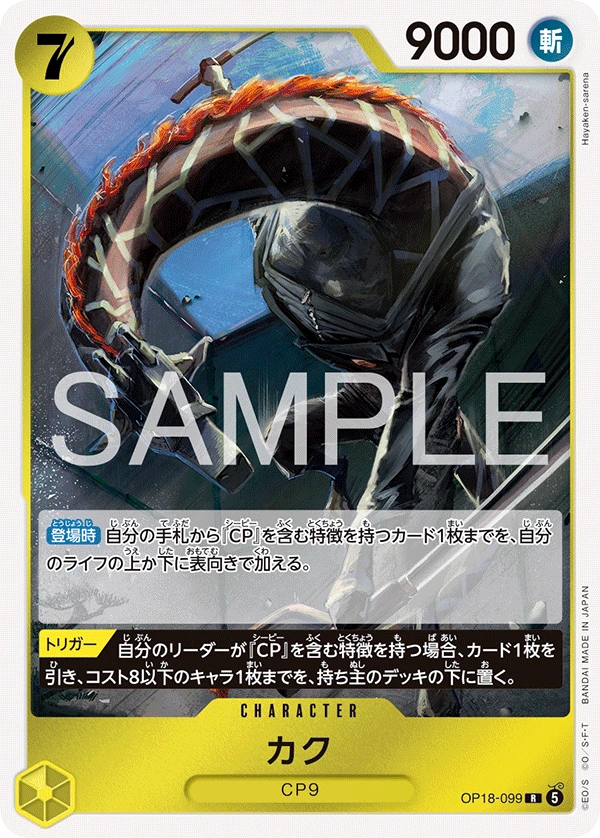 7
9000
斬
Hayaken-sarena
SAMPLE
登場時 自分の手札から『CP』を含む特徴を持つカード1枚までを、自分
のライフの上か下に表向きで加える。
トリガー 自分のリーダーが『CP』を含む特徴を持つ場合、カード1枚を
引き、コスト8以下のキャラ1枚までを、持ち主のデッキの下に置く。
CHARACTER
カク
CP9
OP18-099 R 5
©E.O/S ©O/S・F・T BANDAI MADE IN JAPAN